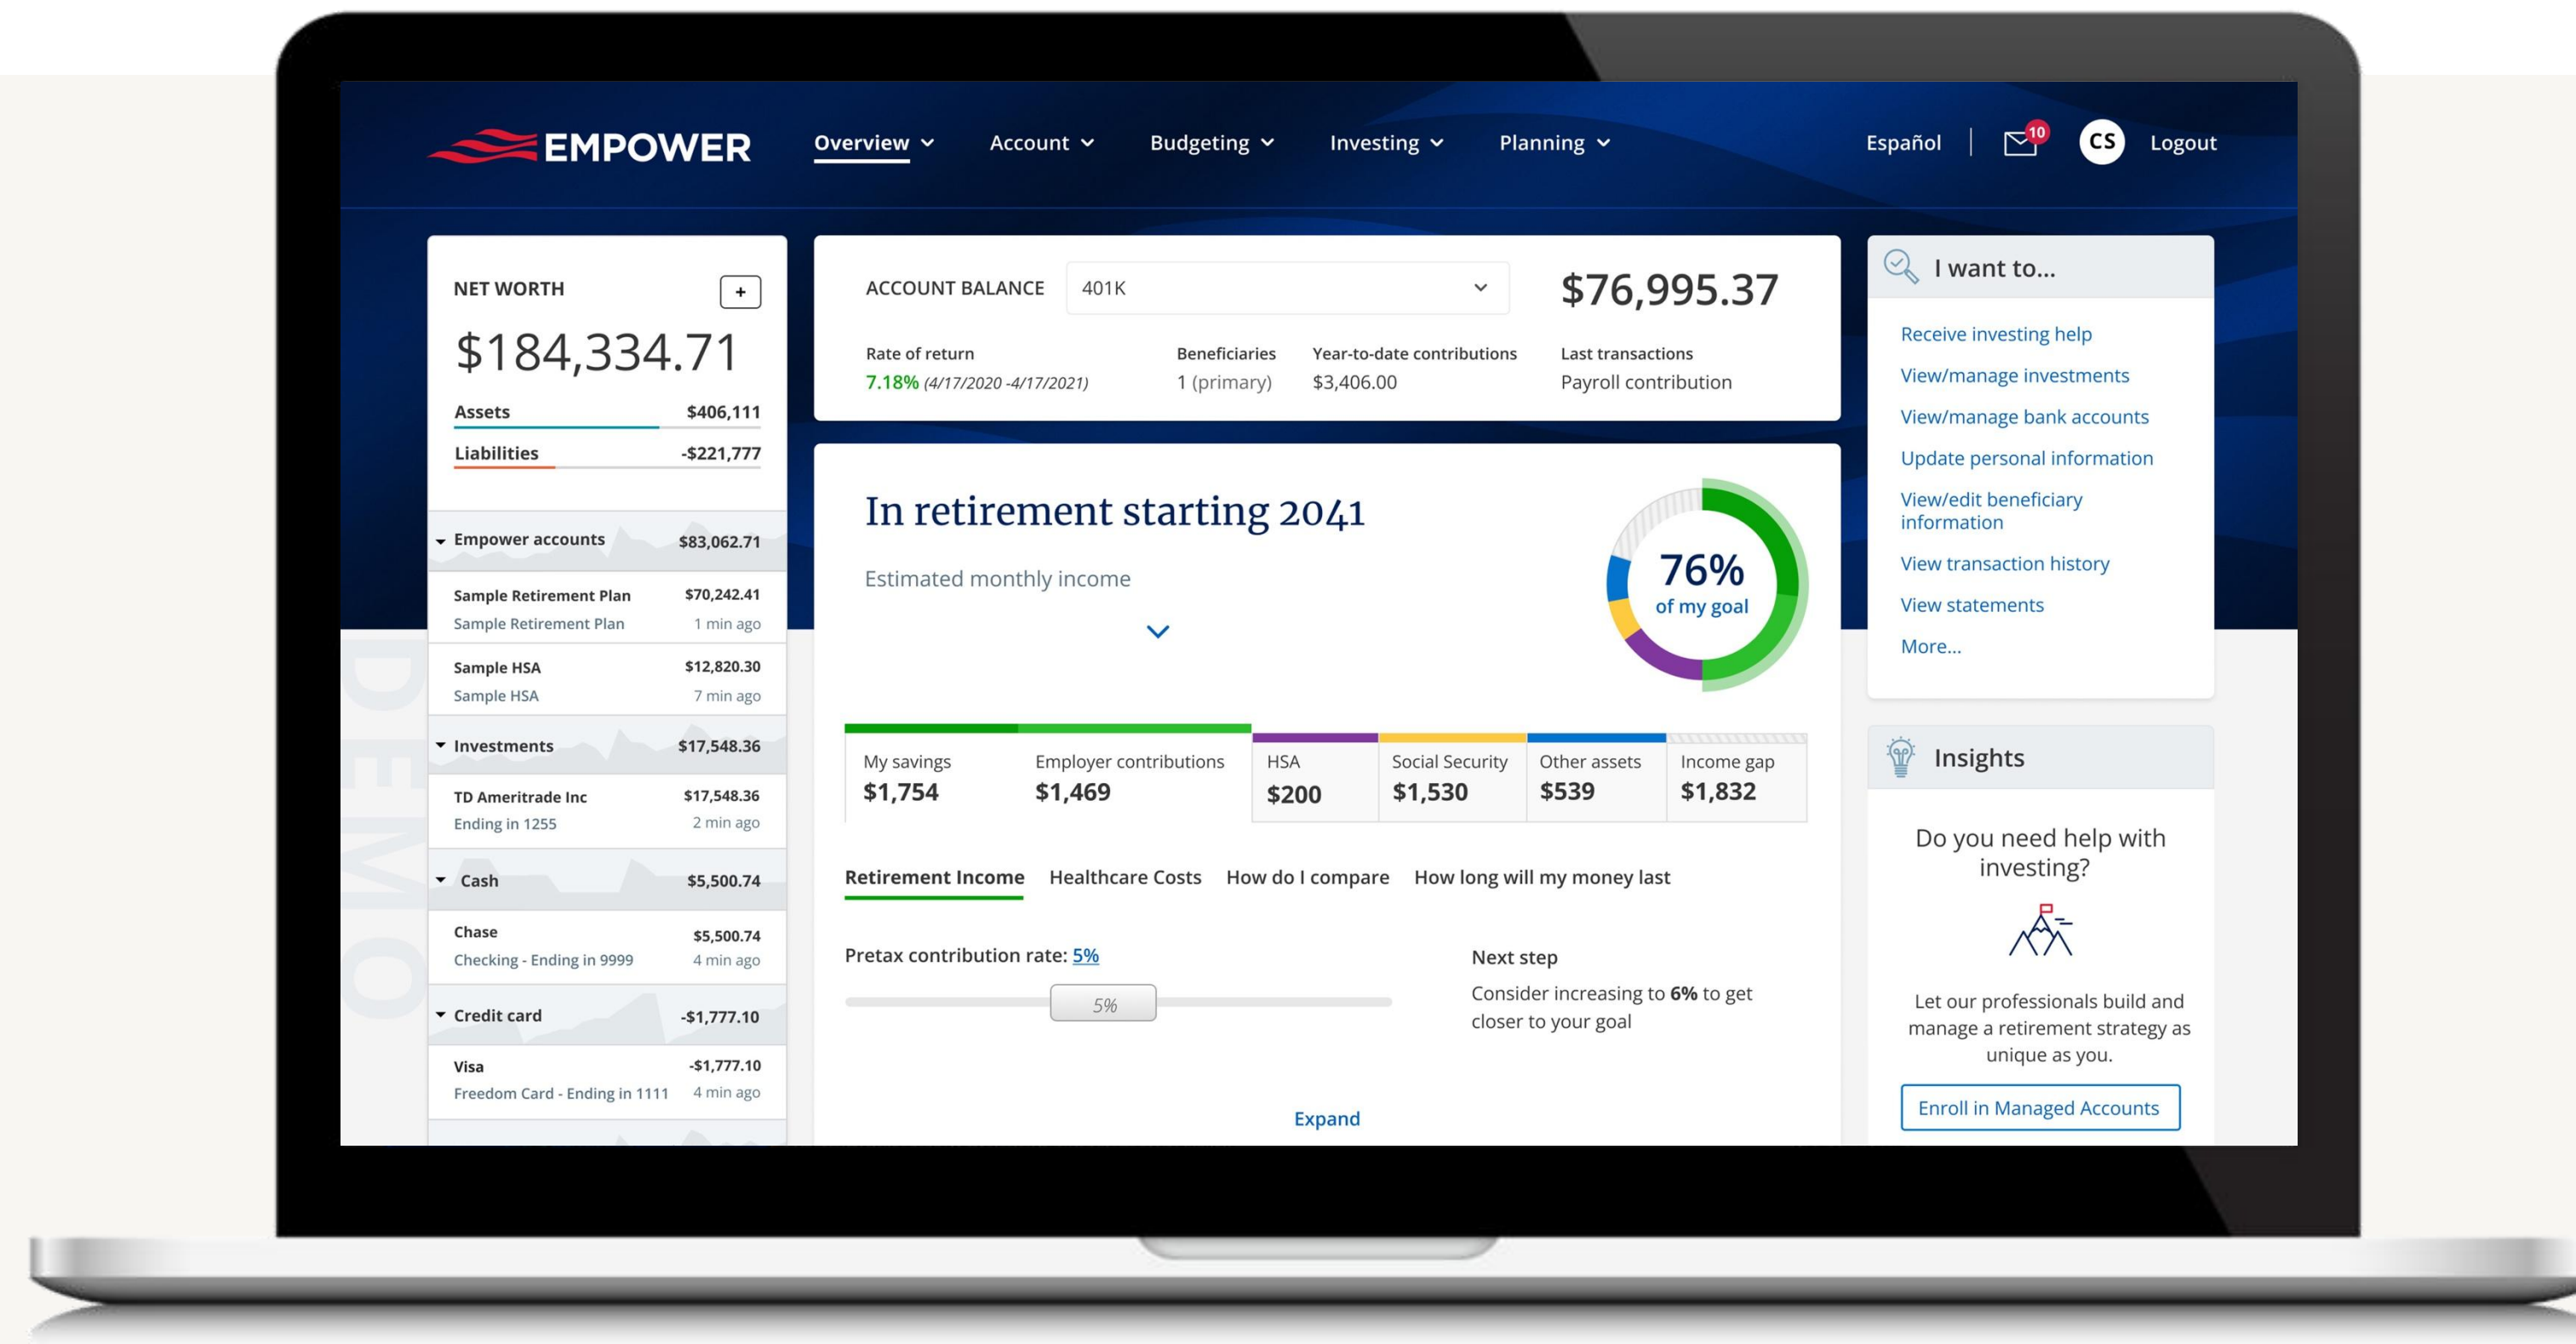 EMPOWER
Overview Account Budgeting Investing Planning
Español | 10 CS Logout
NET WORTH +
$184,334.71
Assets $406,111
Liabilities -$221,777
Empower accounts $83,062.71
Sample Retirement Plan $70,242.41
Sample Retirement Plan 1 min ago
Sample HSA $12,820.30
Sample HSA 7 min ago
Investments $17,548.36
TD Ameritrade Inc $17,548.36
Ending in 1255 2 min ago
Cash $5,500.74
Chase $5,500.74
Checking - Ending in 9999 4 min ago
Credit card -$1,777.10
Visa -$1,777.10
Freedom Card - Ending in 1111 4 min ago
DEMO
ACCOUNT BALANCE 401K $76,995.37
Rate of return Beneficiaries Year-to-date contributions Last transactions
7.18% (4/17/2020 -4/17/2021) 1 (primary) $3,406.00 Payroll contribution
In retirement starting 2041
Estimated monthly income
76%
of my goal
My savings Employer contributions HSA Social Security Other assets Income gap
$1,754 $1,469 $200 $1,530 $539 $1,832
Retirement Income Healthcare Costs How do I compare How long will my money last
Pretax contribution rate: 5%
5%
Next step
Consider increasing to 6% to get
closer to your goal
Expand
I want to...
Receive investing help
View/manage investments
View/manage bank accounts
Update personal information
View/edit beneficiary
information
View transaction history
View statements
More...
Insights
Do you need help with
investing?
Let our professionals build and
manage a retirement strategy as
unique as you.
Enroll in Managed Accounts